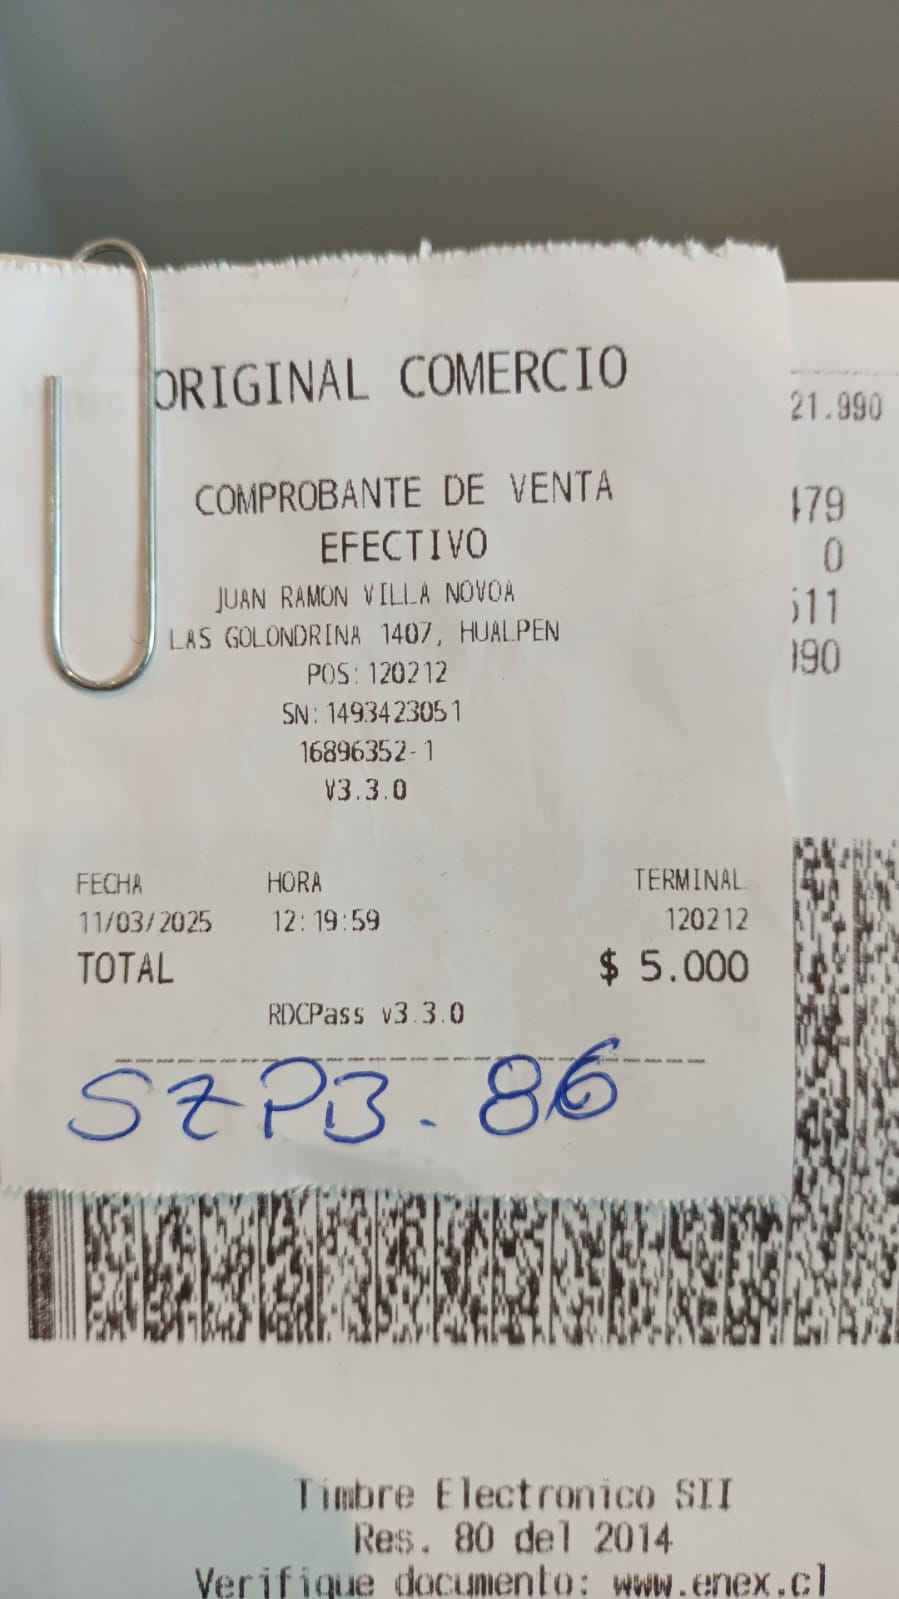 ORIGINAL COMERCIO
COMPROBANTE DE VENTA
EFECTIVO
JUAN RAMON VILLA NOVOA
LAS GOLONDRINA 1407, HUALPEN
POS: 120212
SN: 1493423051
16896352-1
V3.3.0
FECHA HORA TERMINAL
11/03/2025 12:19:59 120212
TOTAL $ 5.000
RDCPass v3.3.0
SZPB. 86
21.990
479
0
511
990
Timbre Electronico SII
Res. 80 del 2014
Verifique documento: www.enex.cl